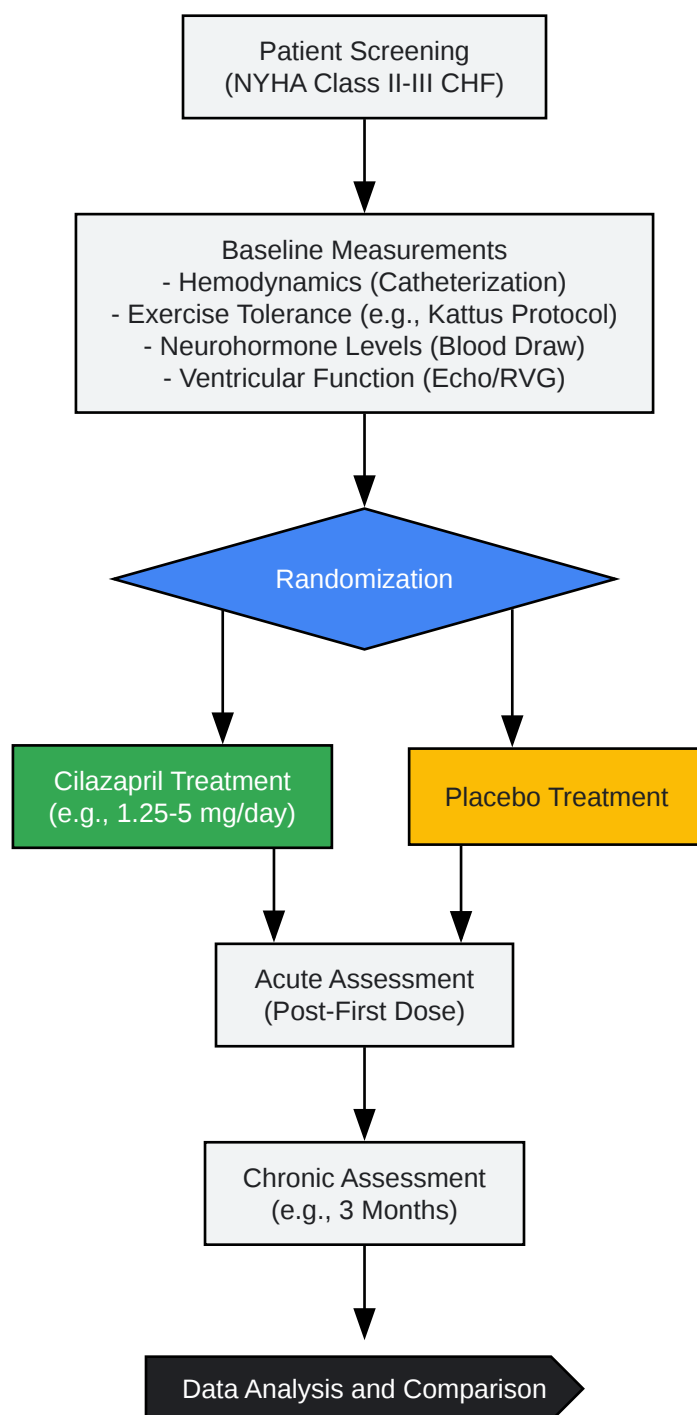 Patient Screening
(NYHA Class II-III CHF)
Baseline Measurements
- Hemodynamics (Catheterization)
- Exercise Tolerance (e.g., Kattus Protocol)
- Neurohormone Levels (Blood Draw)
- Ventricular Function (Echo/RVG)
Randomization
Cilazapril Treatment
(e.g., 1.25-5 mg/day)
Placebo Treatment
Acute Assessment
(Post-First Dose)
Chronic Assessment
(e.g., 3 Months)
Data Analysis and Comparison